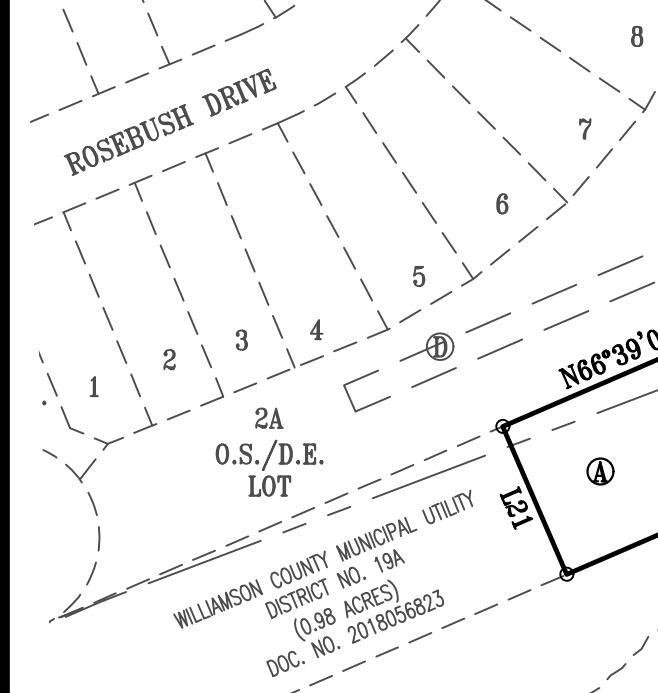 8
ROSEBUSH DRIVE
7
6
5
4
3
2
1
D
N66°39'0
2A
O.S./D.E.
LOT
A
L21
WILLIAMSON COUNTY MUNICIPAL UTILITY
DISTRICT NO. 19A
(0.98 ACRES)
DOC. NO. 2018056823